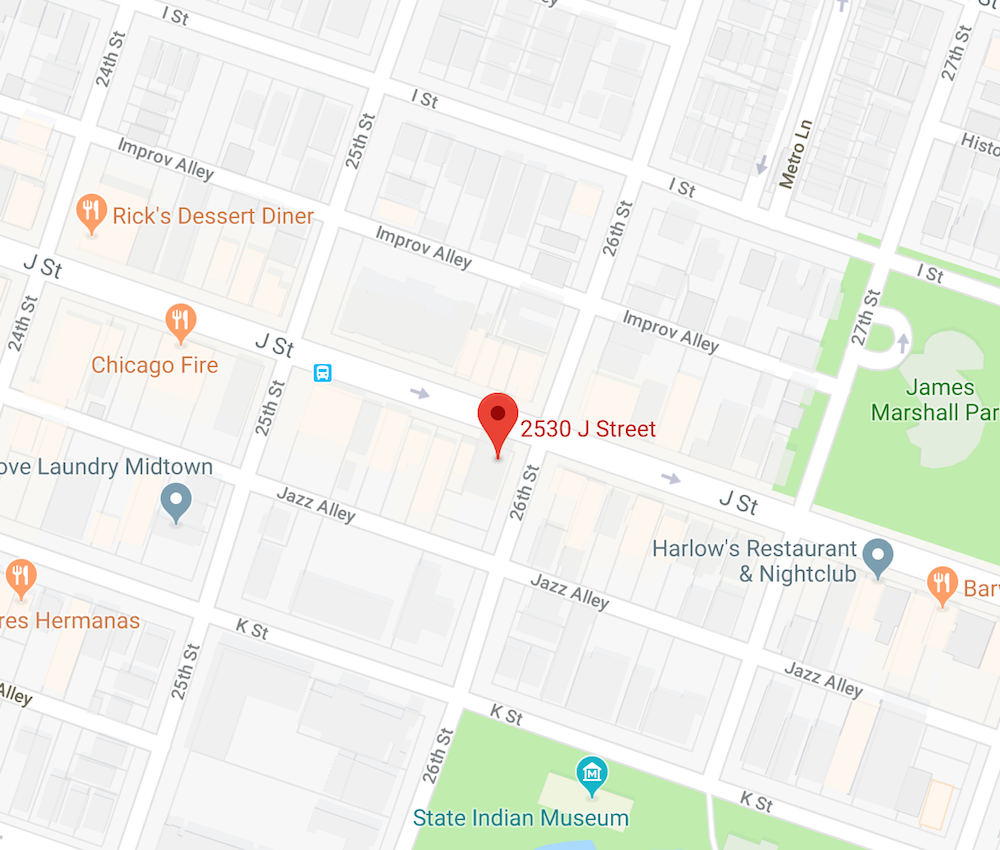 I St
24th St
I St
25th St
27th St
Metro Ln
Improv Alley
Histo
I St
Rick's Dessert Diner
26th St
Improv Alley
J St
I St
24th St
27th St
Improv Alley
J St
Chicago Fire
25th St
James
Marshall Par
2530 J Street
ove Laundry Midtown
26th St
J St
Jazz Alley
Harlow's Restaurant
& Nightclub
Jazz Alley
Barv
res Hermanas
K St
25th St
Jazz Alley
Alley
K St
26th St
M
K St
State Indian Museum